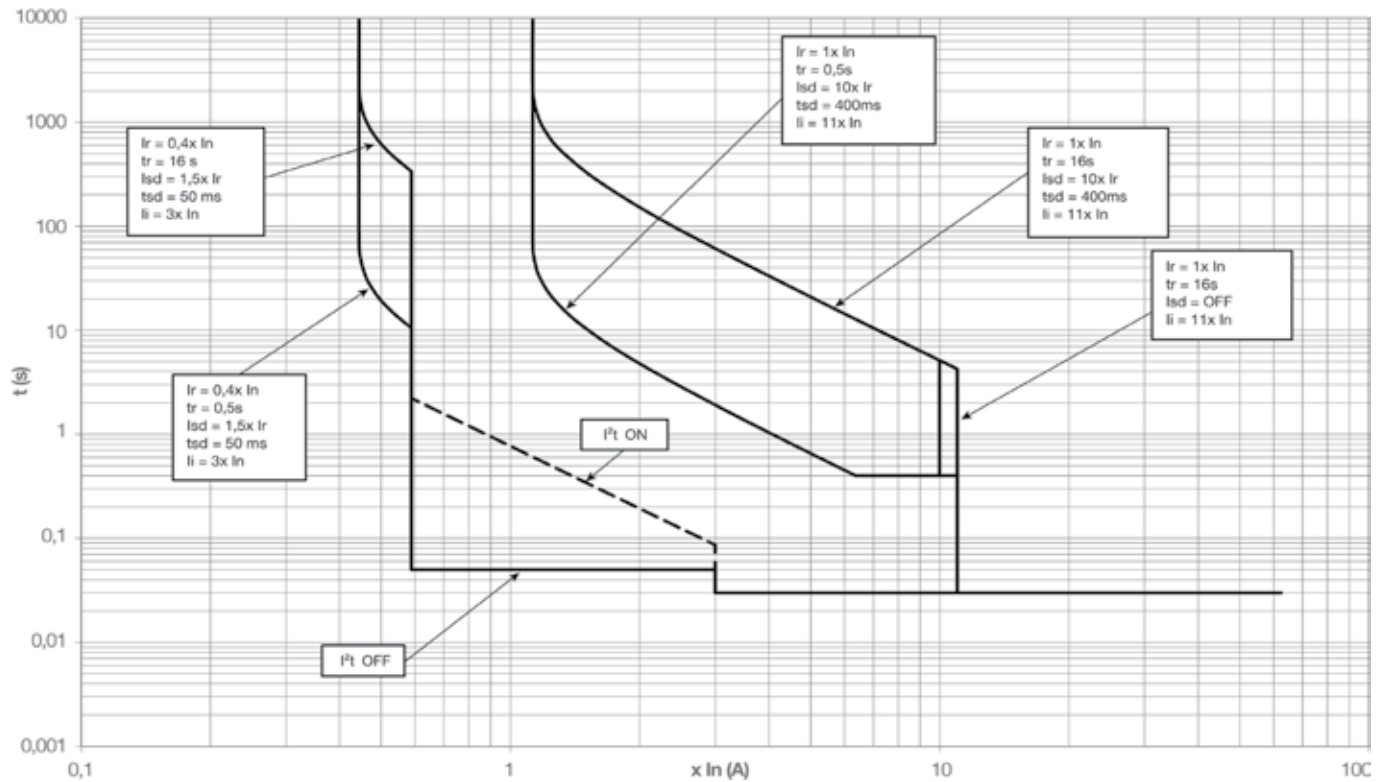 10000
1000
100
10
1
0,1
0,01
0,001
t (s)
Ir = 0,4x In
tr = 16 s
Isd = 1,5x Ir
tsd = 50 ms
Ii = 3x In
Ir = 1x In
tr = 0,5s
Isd = 10x Ir
tsd = 400ms
Ii = 11x In
Ir = 1x In
tr = 16s
Isd = 10x Ir
tsd = 400ms
Ii = 11x In
Ir = 1x In
tr = 16s
Isd = OFF
Ii = 11x In
Ir = 0,4x In
tr = 0,5s
Isd = 1,5x Ir
tsd = 50 ms
Ii = 3x In
I²t ON
I²t OFF
0,1
1
x In (A)
10
100